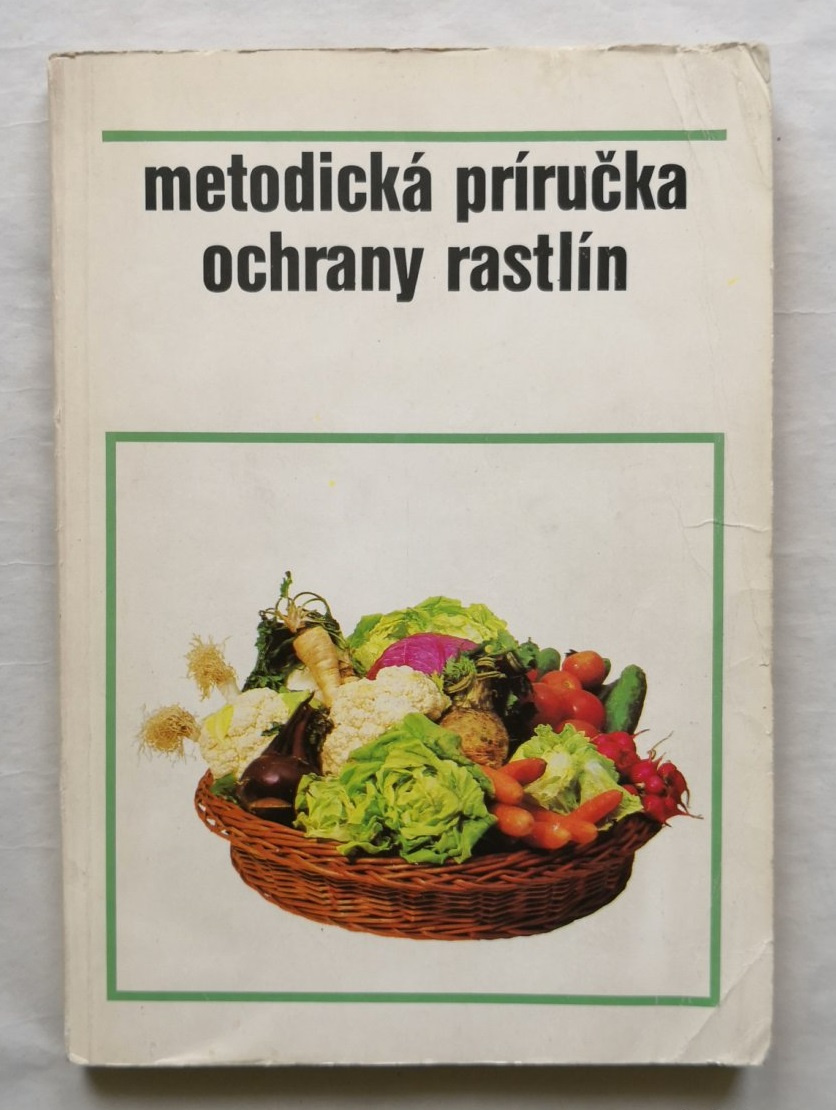 metodická príručka
ochrany rastlín